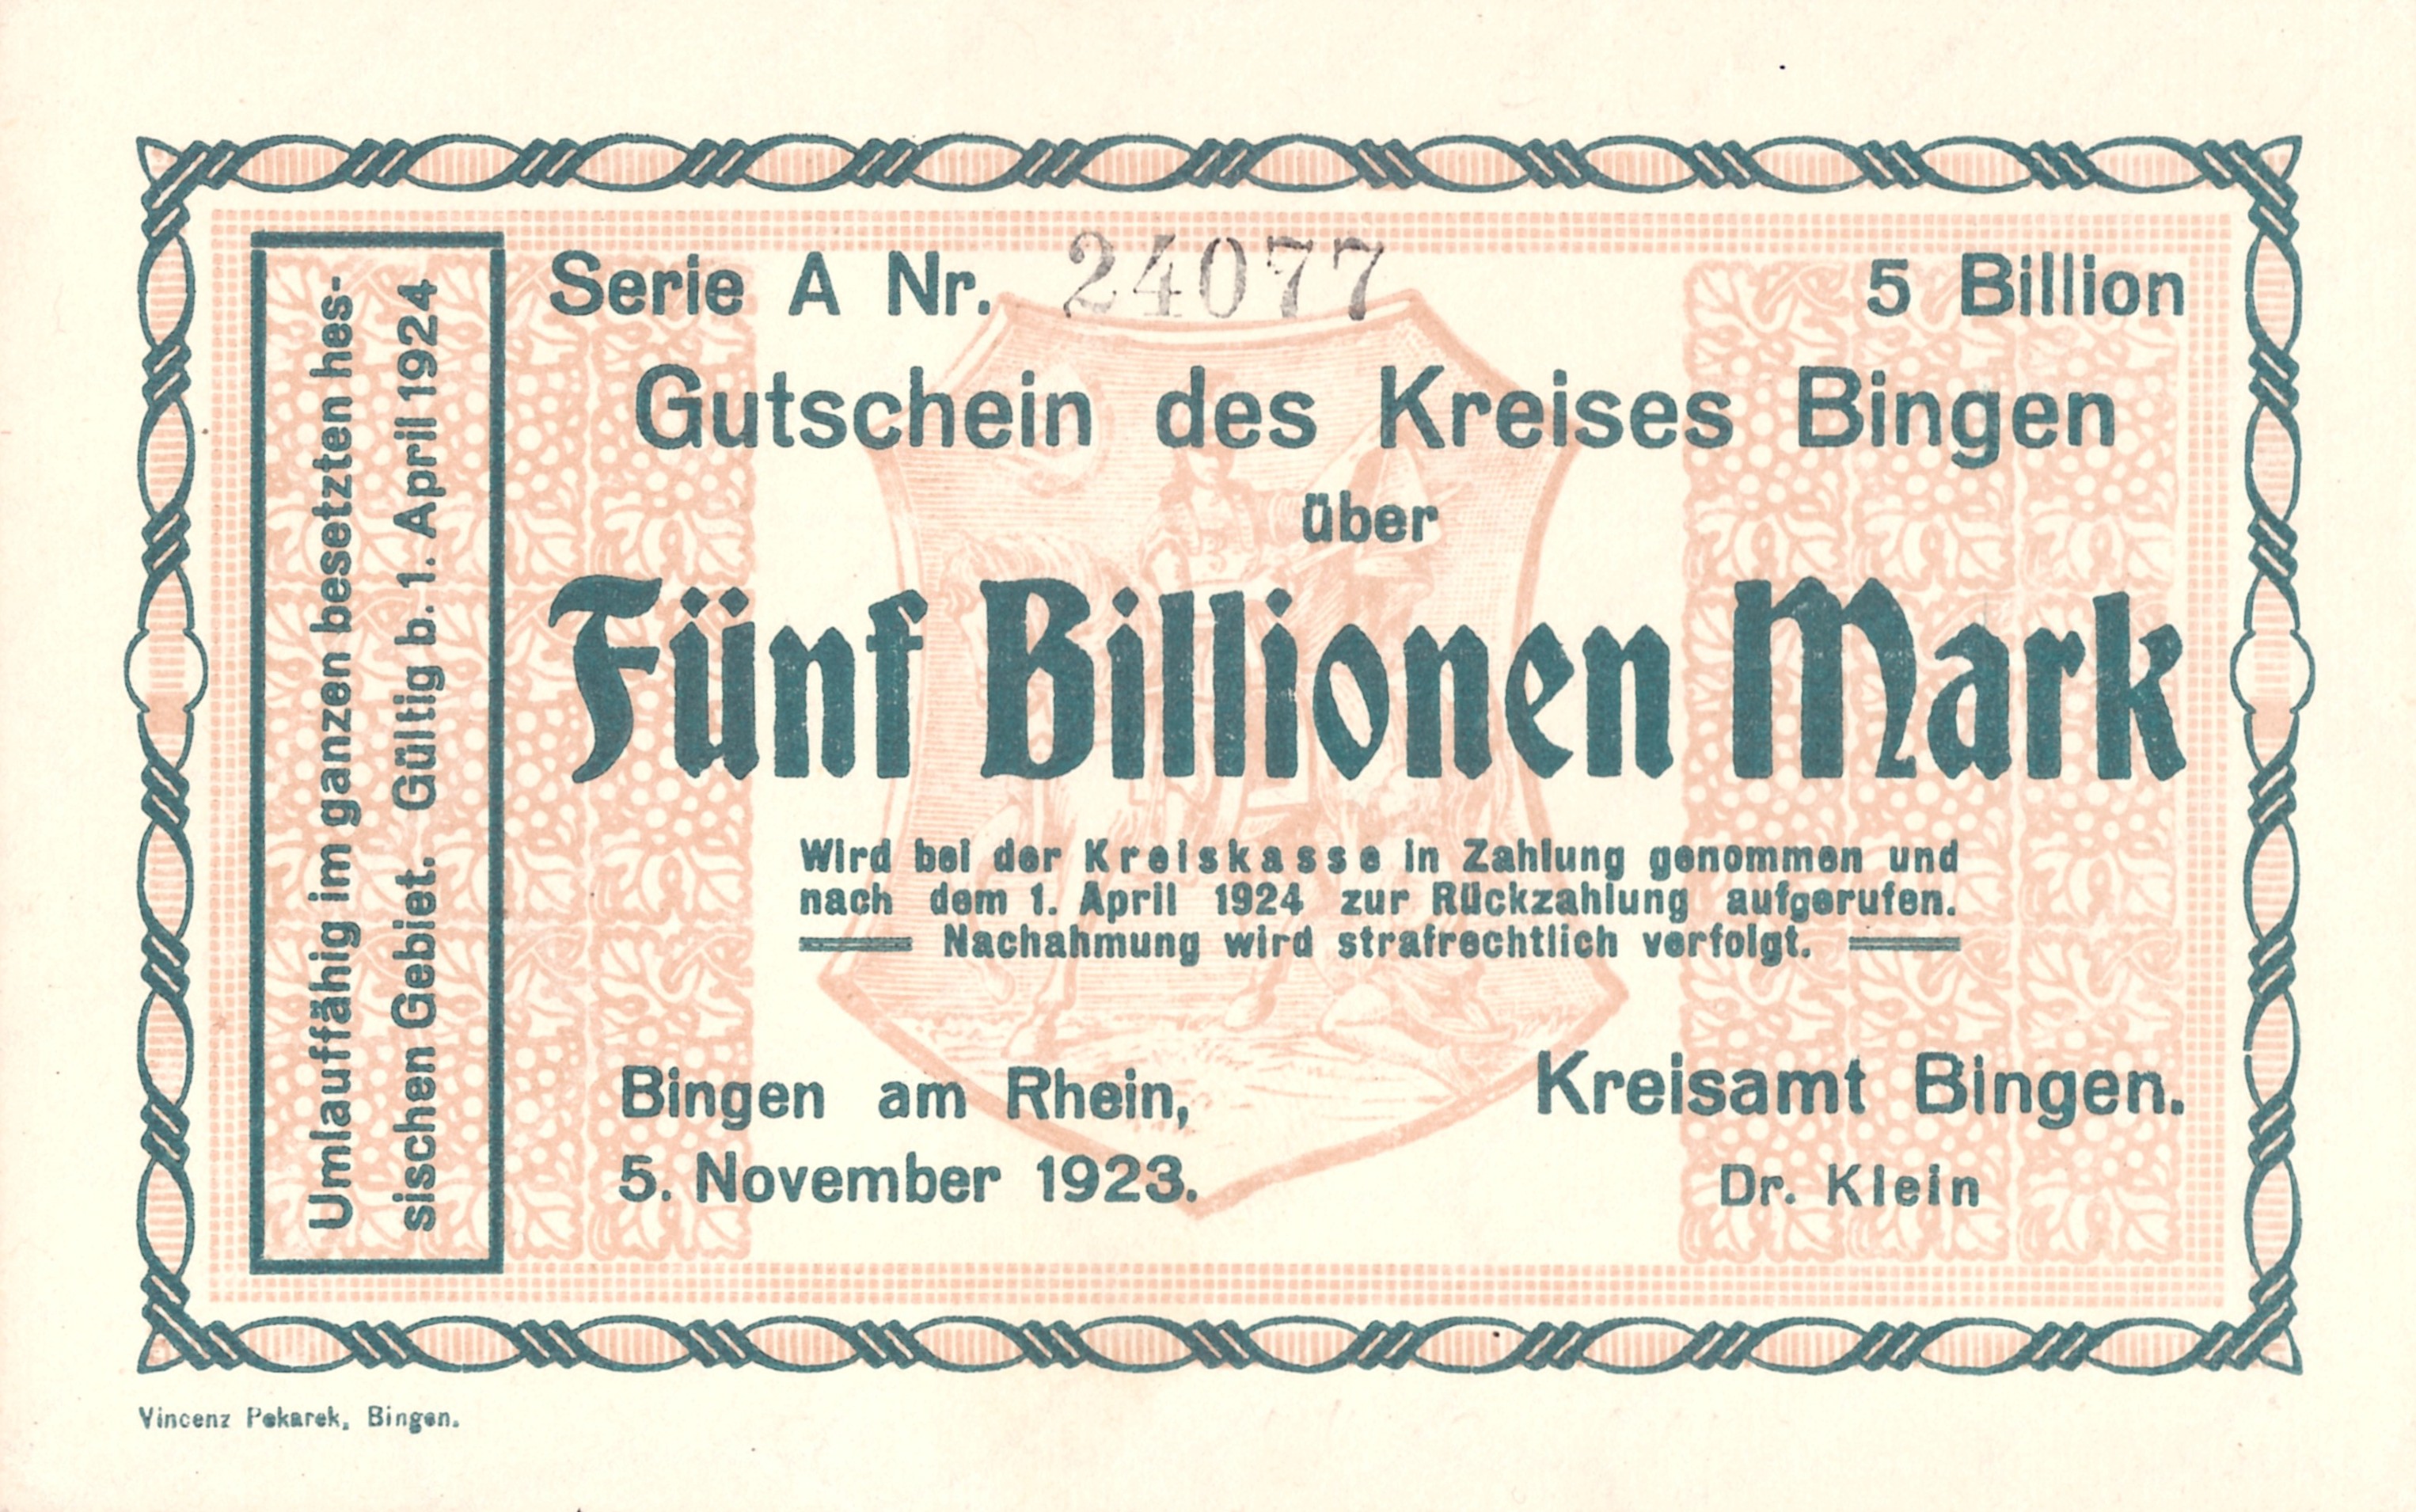 Serie A Nr. 24077
5 Billion
Gutschein des Kreises Bingen
über
Fünf Billionen Mark
Wird bei der Kreiskasse in Zahlung genommen und
nach dem 1. April 1924 zur Rückzahlung aufgerufen.
Nachahmung wird strafrechtlich verfolgt.
Bingen am Rhein,
5. November 1923.
Kreisamt Bingen.
Dr. Klein
Umlauffähig im ganzen besetzten hes-
sischen Gebiet. Gültig b. 1. April 1924
Vincenz Pekarek, Bingen.